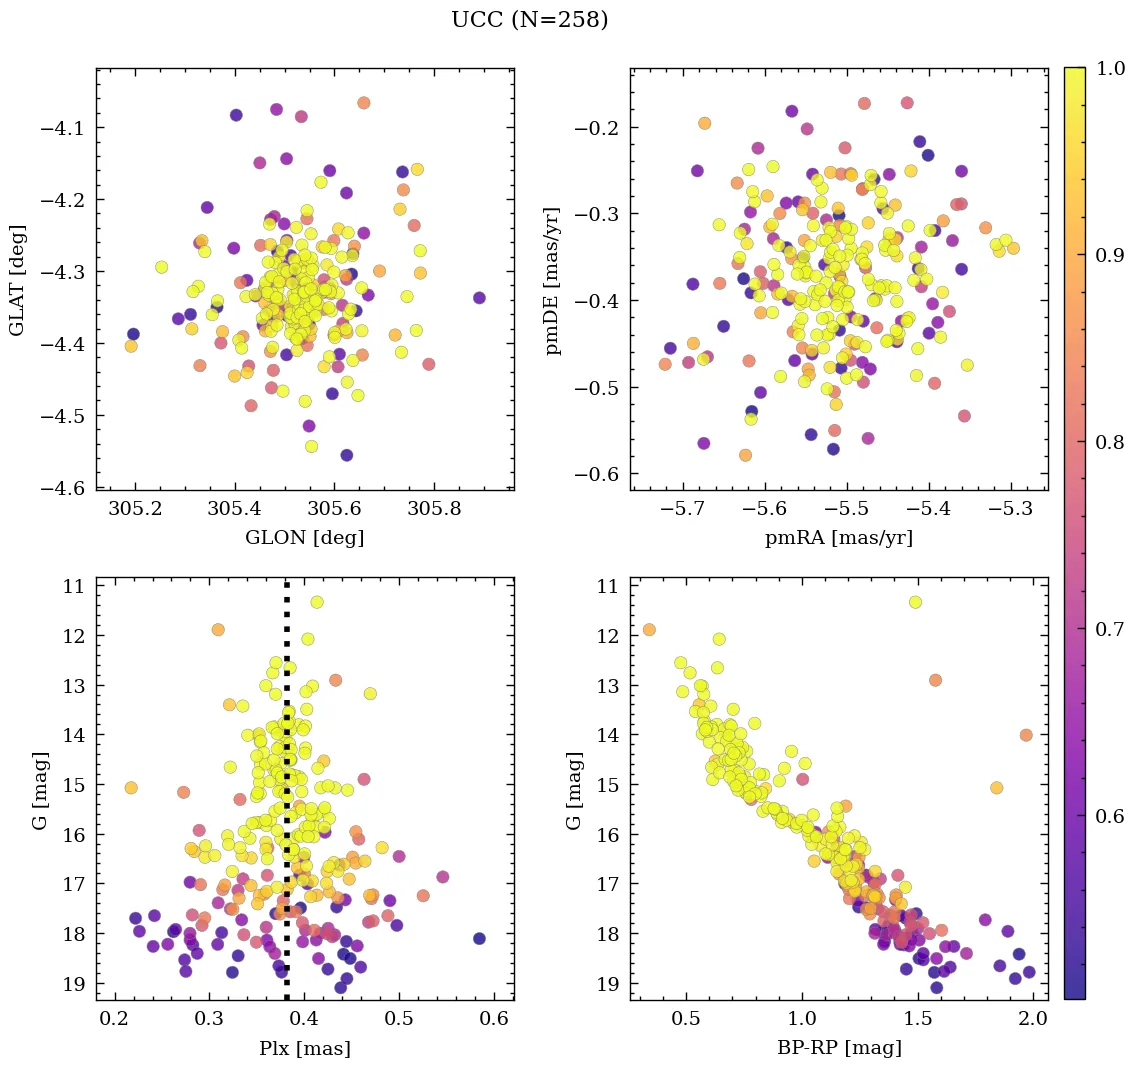 UCC (N=258)
−4.1
−4.2
−4.3
−4.4
−4.5
−4.6
GLAT [deg]
305.2 305.4 305.6 305.8
GLON [deg]
−0.2
−0.3
−0.4
−0.5
−0.6
pmDE [mas/yr]
−5.7 −5.6 −5.5 −5.4 −5.3
pmRA [mas/yr]
1.0
0.9
0.8
0.7
0.6
11
12
13
14
15
16
17
18
19
G [mag]
0.2 0.3 0.4 0.5 0.6
Plx [mas]
11
12
13
14
15
16
17
18
19
G [mag]
0.5 1.0 1.5 2.0
BP-RP [mag]